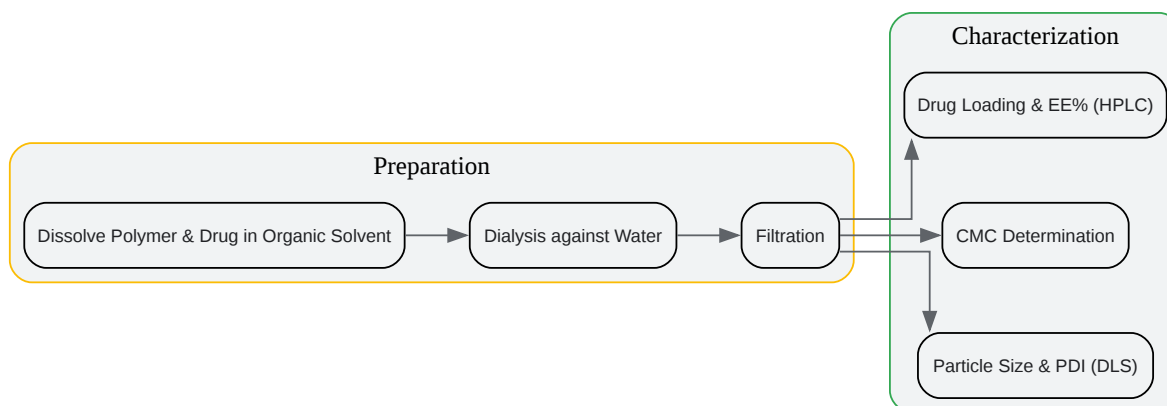 Preparation
Dissolve Polymer & Drug in Organic Solvent
Dialysis against Water
Filtration
Characterization
Drug Loading & EE% (HPLC)
CMC Determination
Particle Size & PDI (DLS)